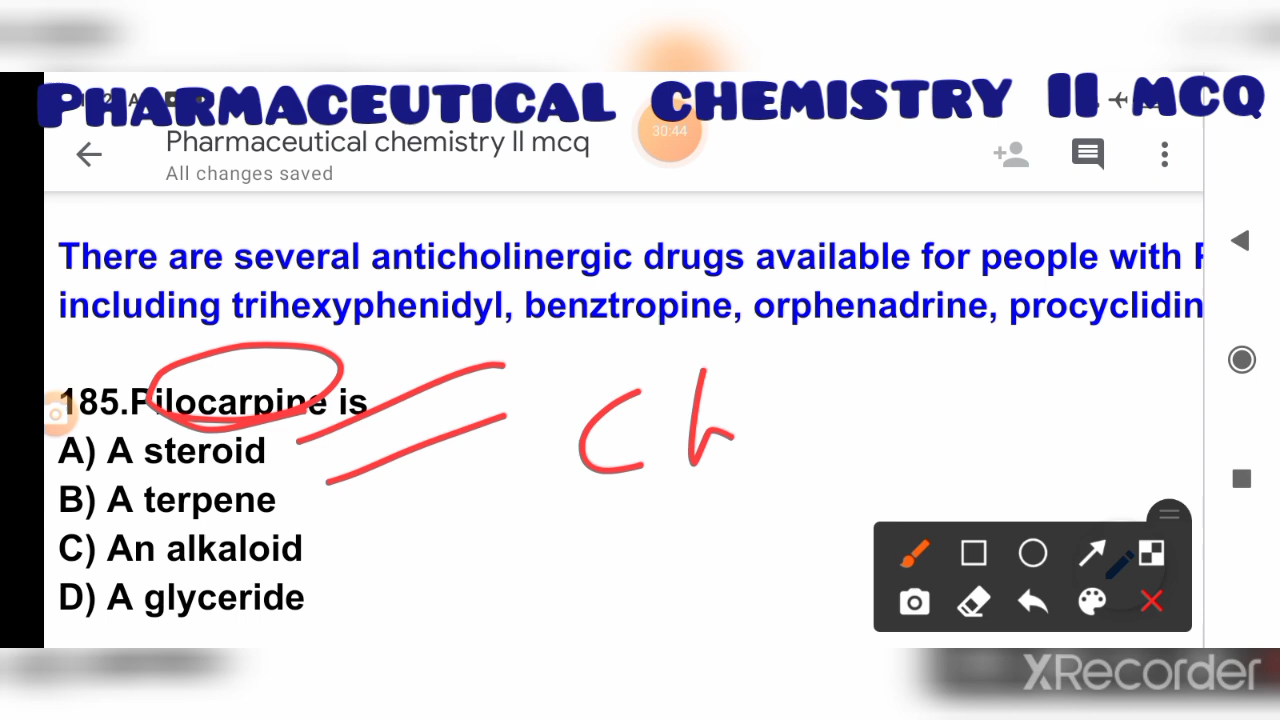 PHARMACEUTICAL CHEMISTRY II MCQ
30:44
Pharmaceutical chemistry II mcq
All changes saved
There are several anticholinergic drugs available for people with
including trihexyphenidyl, benztropine, orphenadrine, procyclidin
185.Pilocarpine is
Ch
A) A steroid
B) A terpene
C) An alkaloid
D) A glyceride
XRecorder